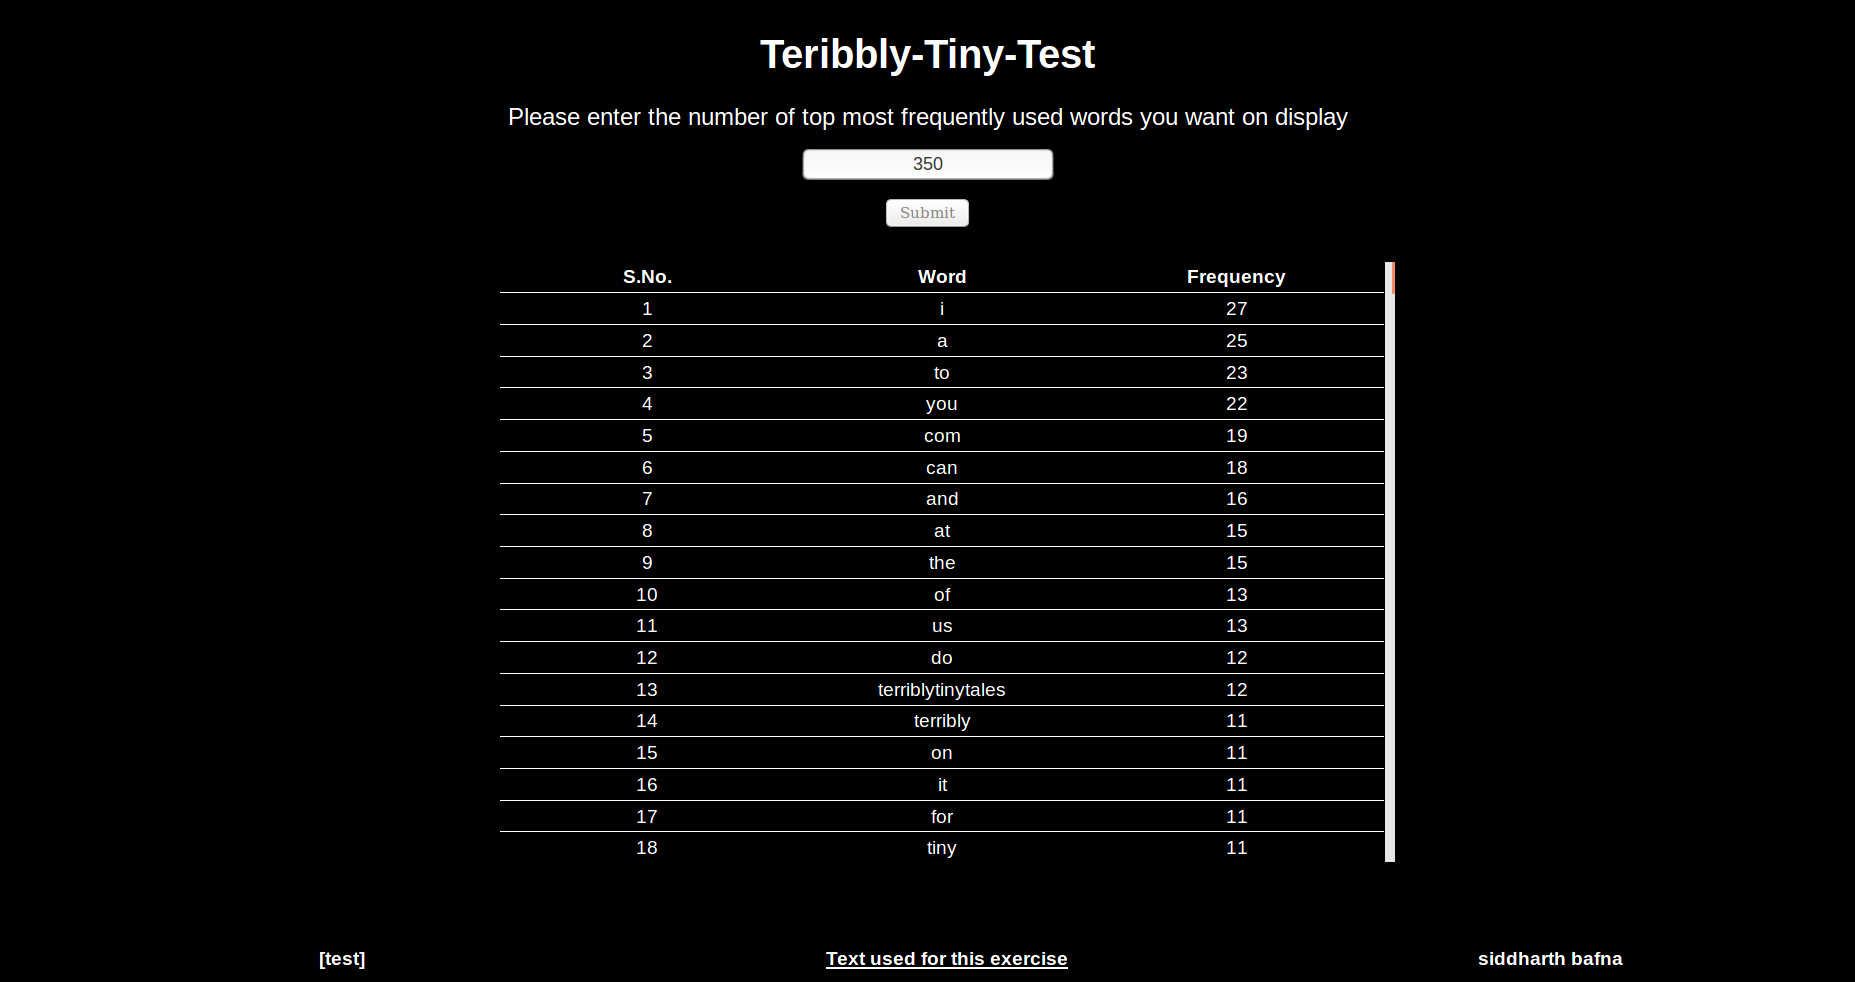 Teribbly-Tiny-Test
Please enter the number of top most frequently used words you want on display
350
Submit
S.No. Word Frequency
1 i 27
2 a 25
3 to 23
4 you 22
5 com 19
6 can 18
7 and 16
8 at 15
9 the 15
10 of 13
11 us 13
12 do 12
13 terriblytinytales 12
14 terribly 11
15 on 11
16 it 11
17 for 11
18 tiny 11
[test] Text used for this exercise siddharth bafna